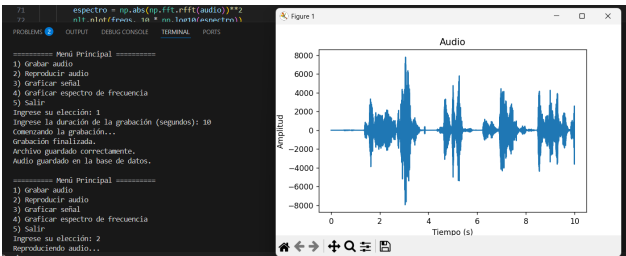 71 espectro = np.abs(np.fft.rfft(audio))**2
72 plt.plot(freqs, 10 * np.log10(espectro))
PROBLEMS 2 OUTPUT DEBUG CONSOLE TERMINAL PORTS
========== Menú Principal ==========
1) Grabar audio
2) Reproducir audio
3) Graficar señal
4) Graficar espectro de frecuencia
5) Salir
Ingrese su elección: 1
Ingrese la duración de la grabación (segundos): 10
Comenzando la grabación...
Grabación finalizada.
Archivo guardado correctamente.
Audio guardado en la base de datos.
========== Menú Principal ==========
1) Grabar audio
2) Reproducir audio
3) Graficar señal
4) Graficar espectro de frecuencia
5) Salir
Ingrese su elección: 2
Reproduciendo audio...
Figure 1
Audio
Amplitud
8000
6000
4000
2000
0
−2000
−4000
−6000
−8000
0 2 4 6 8 10
Tiempo (s)